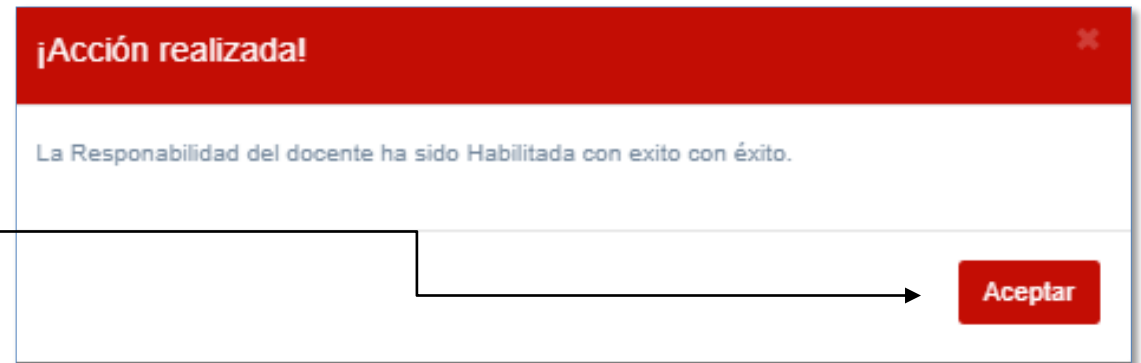 ¡Acción realizada!
La Responabilidad del docente ha sido Habilitada con exito con éxito.
Aceptar